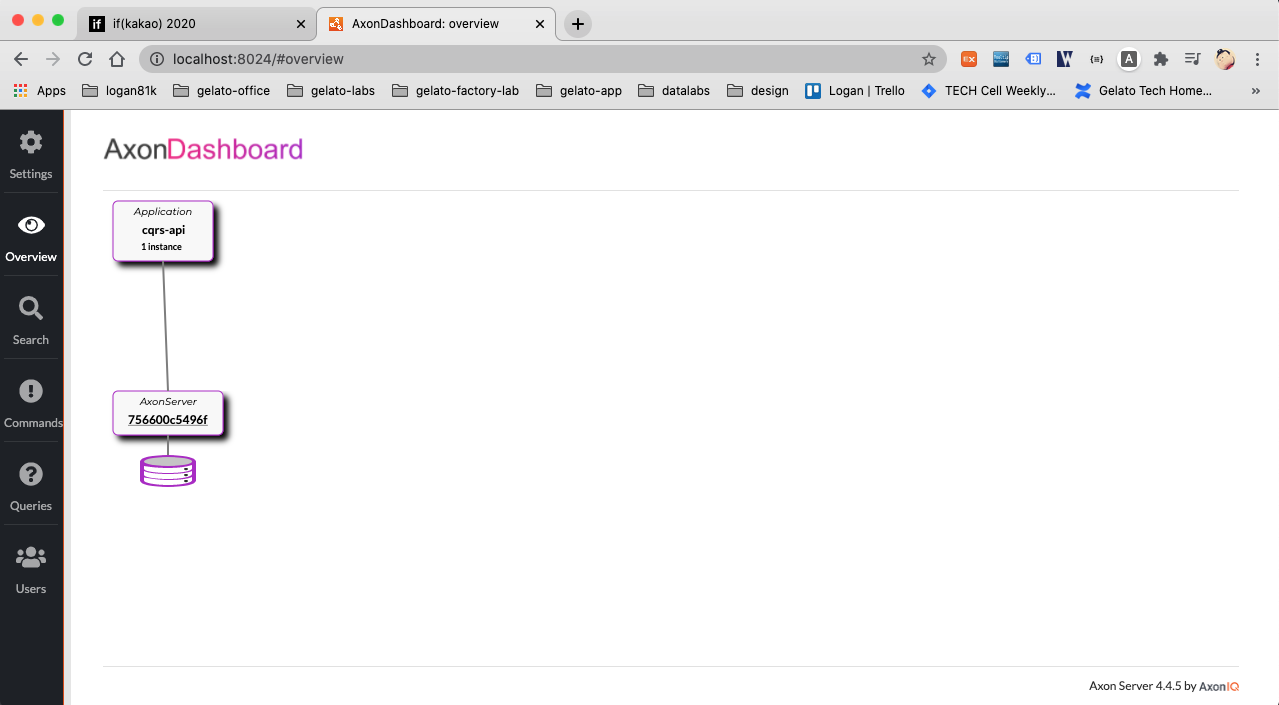 if if(kakao) 2020
AxonDashboard: overview
localhost:8024/#overview
Apps logan81k gelato-office gelato-labs gelato-factory-lab gelato-app datalabs design Logan | Trello TECH Cell Weekly... Gelato Tech Home... »
AxonDashboard
Settings
Overview
Search
Commands
Queries
Users
Application
cqrs-api
1 instance
AxonServer
756600c5496f
Axon Server 4.4.5 by AxonIQ